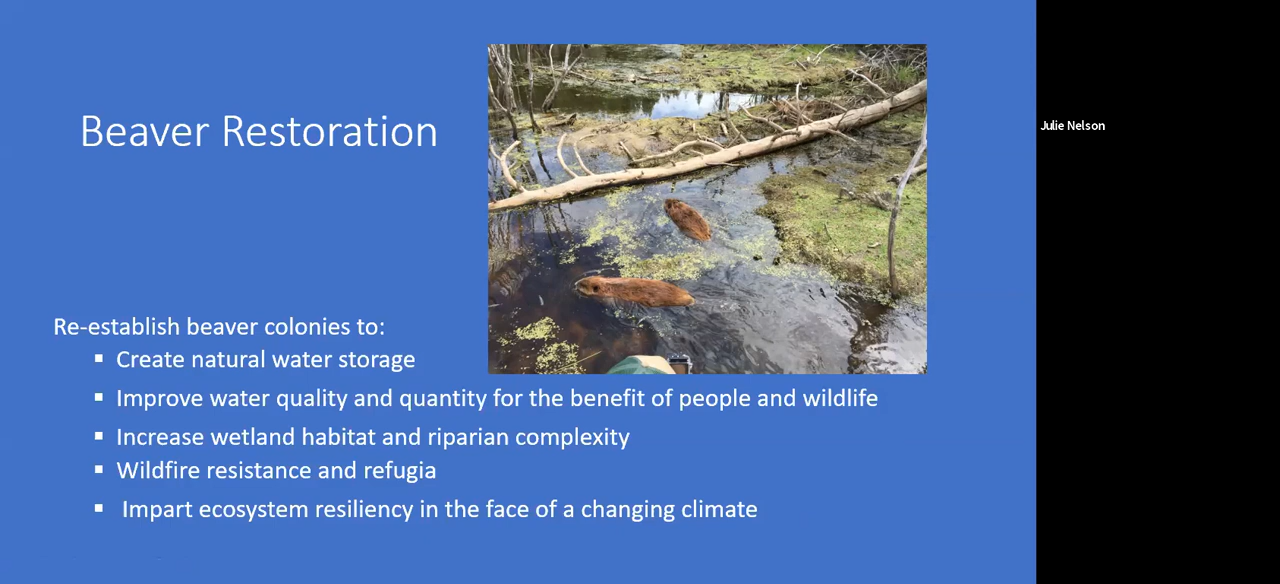 Beaver Restoration
Julie Nelson
Re-establish beaver colonies to:
▪ Create natural water storage
▪ Improve water quality and quantity for the benefit of people and wildlife
▪ Increase wetland habitat and riparian complexity
▪ Wildfire resistance and refugia
▪ Impart ecosystem resiliency in the face of a changing climate